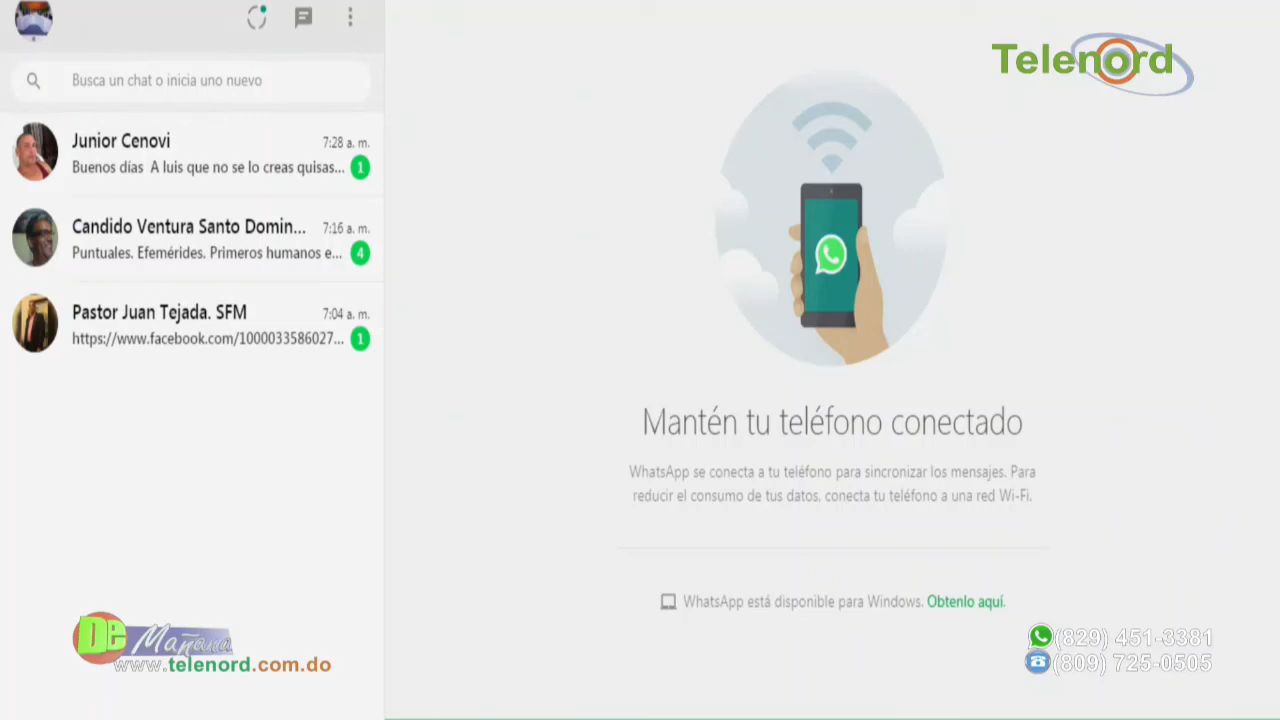 Busca un chat o inicia uno nuevo
Junior Cenovi
7:28 a. m.
Buenos días A luis que no se lo creas quisas...
1
Candido Ventura Santo Domin...
7:16 a. m.
Puntuales. Efemérides. Primeros humanos e...
4
Pastor Juan Tejada. SFM
7:04 a. m.
https://www.facebook.com/1000033586027...
1
Telenord
Mantén tu teléfono conectado
WhatsApp se conecta a tu teléfono para sincronizar los mensajes. Para
reducir el consumo de tus datos, conecta tu teléfono a una red Wi-Fi.
WhatsApp está disponible para Windows. Obtenlo aquí.
De Mañana
www.telenord.com.do
(829) 451-3381
(809) 725-0505